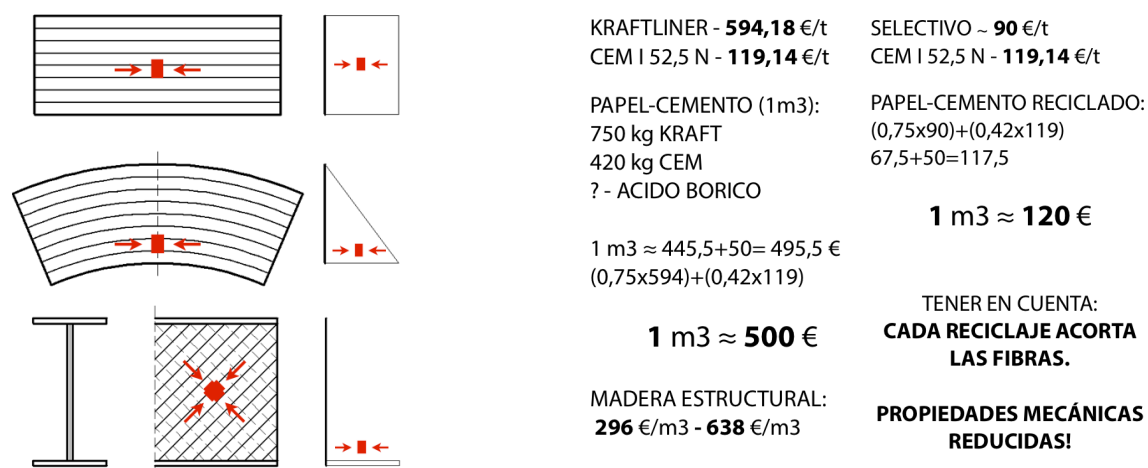 KRAFTLINER - 594,18 €/t
CEM I 52,5 N - 119,14 €/t
PAPEL-CEMENTO (1m3):
750 kg KRAFT
420 kg CEM
? - ACIDO BORICO
1 m3 ≈ 445,5+50= 495,5 €
(0,75x594)+(0,42x119)
1 m3 ≈ 500 €
MADERA ESTRUCTURAL:
296 €/m3 - 638 €/m3
SELECTIVO ~ 90 €/t
CEM I 52,5 N - 119,14 €/t
PAPEL-CEMENTO RECICLADO:
(0,75x90)+(0,42x119)
67,5+50=117,5
1 m3 ≈ 120 €
TENER EN CUENTA:
CADA RECICLAJE ACORTA
LAS FIBRAS.
PROPIEDADES MECÁNICAS
REDUCIDAS!